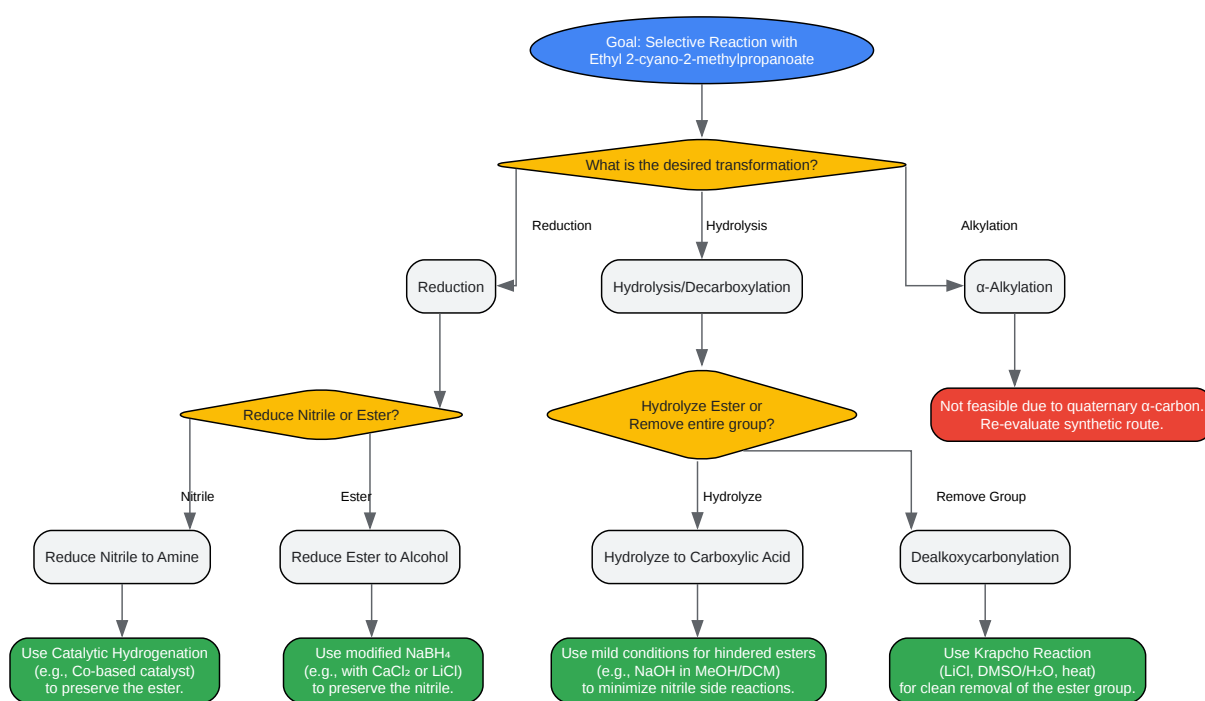 Goal: Selective Reaction with
Ethyl 2-cyano-2-methylpropanoate
What is the desired transformation?
Reduction
Hydrolysis
Alkylation
Reduction
Hydrolysis/Decarboxylation
α-Alkylation
Reduce Nitrile or Ester?
Hydrolyze Ester or
Remove entire group?
Not feasible due to quaternary α-carbon.
Re-evaluate synthetic route.
Nitrile
Ester
Hydrolyze
Remove Group
Reduce Nitrile to Amine
Reduce Ester to Alcohol
Hydrolyze to Carboxylic Acid
Dealkoxycarbonylation
Use Catalytic Hydrogenation
(e.g., Co-based catalyst)
to preserve the ester.
Use modified NaBH₄
(e.g., with CaCl₂ or LiCl)
to preserve the nitrile.
Use mild conditions for hindered esters
(e.g., NaOH in MeOH/DCM)
to minimize nitrile side reactions.
Use Krapcho Reaction
(LiCl, DMSO/H₂O, heat)
for clean removal of the ester group.